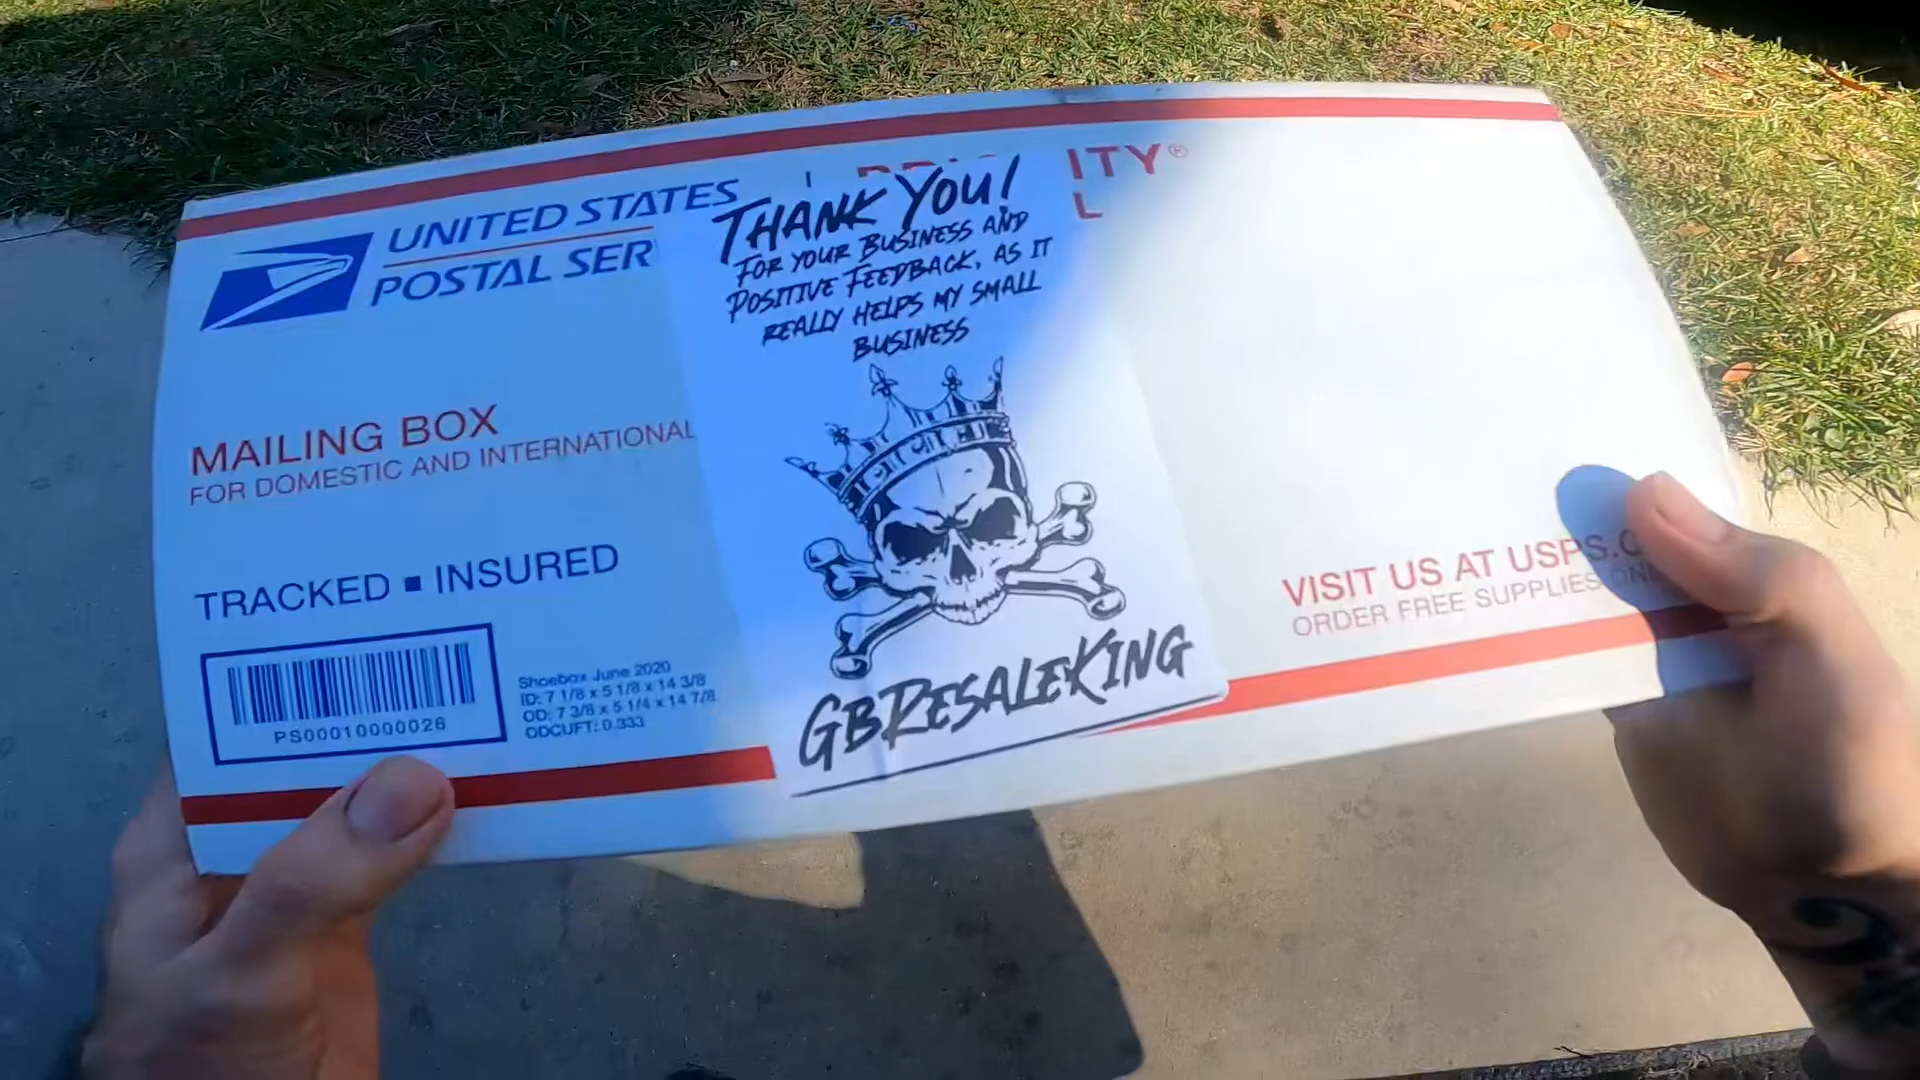 UNITED STATES
POSTAL SER
ITY®
L
THANK YOU!
FOR YOUR BUSINESS AND
POSITIVE FEEDBACK, AS IT
REALLY HELPS MY SMALL
BUSINESS
GBRESALEKING
MAILING BOX
FOR DOMESTIC AND INTERNATIONAL
TRACKED ■ INSURED
PS00010000026
Shoebox June 2020
ID: 7 1/8 x 5 1/8 x 14 3/8
OD: 7 3/8 x 5 1/4 x 14 7/8
ODCUFT: 0.333
VISIT US AT USPS.
ORDER FREE SUPPLIES